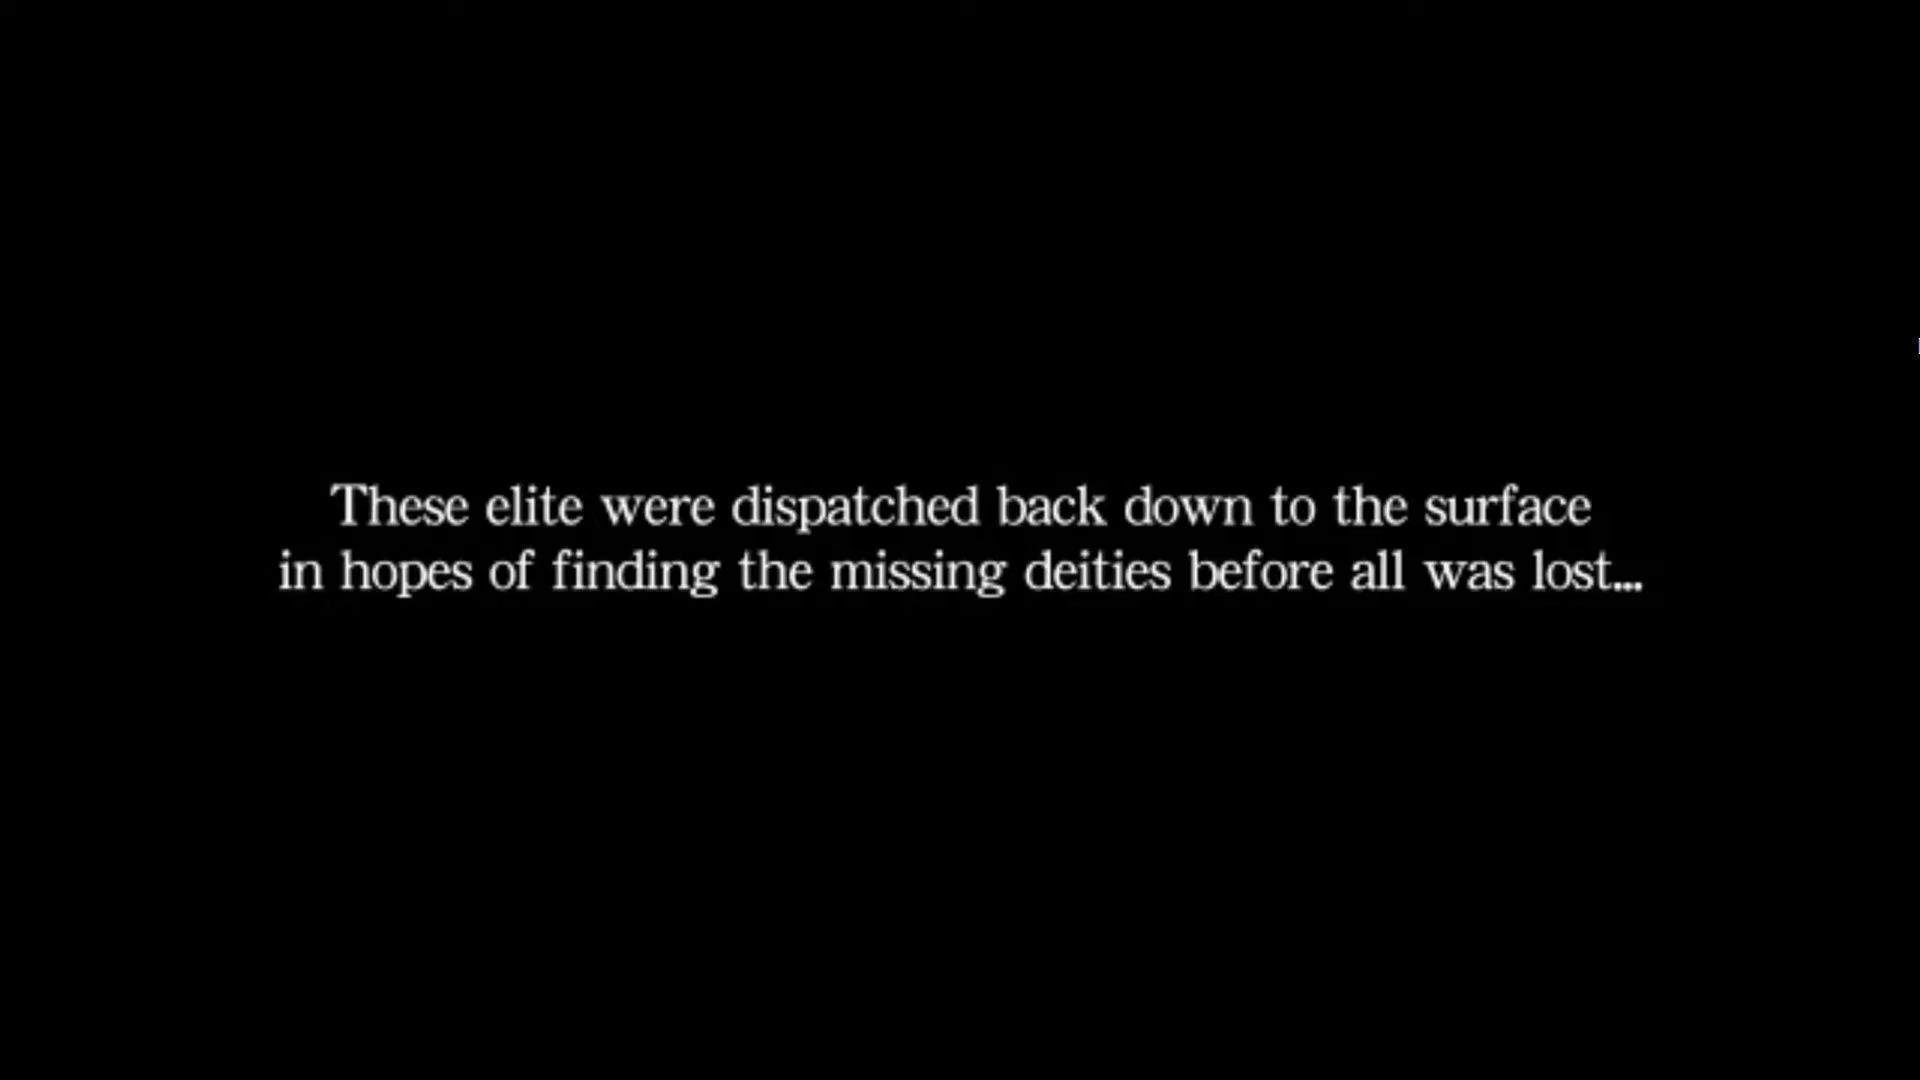 These elite were dispatched back down to the surface
in hopes of finding the missing deities before all was lost...